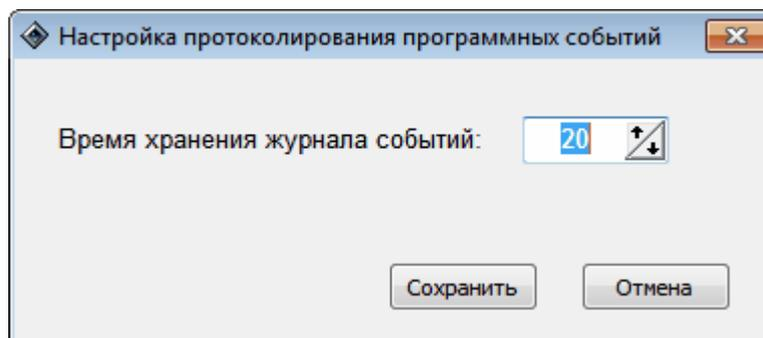 Настройка протоколирования программных событий
Время хранения журнала событий: 20
Сохранить Отмена